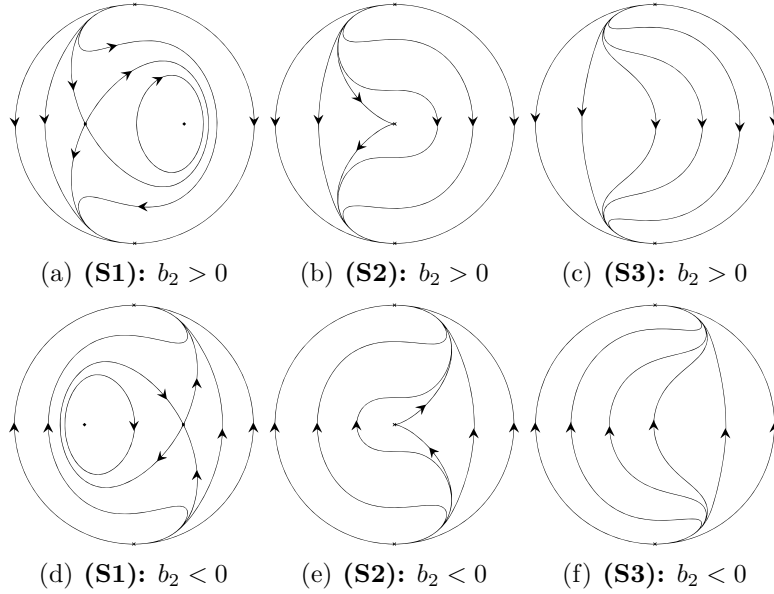 (a) (S1): b₂ > 0 (b) (S2): b₂ > 0 (c) (S3): b₂ > 0
(d) (S1): b₂ < 0 (e) (S2): b₂ < 0 (f) (S3): b₂ < 0